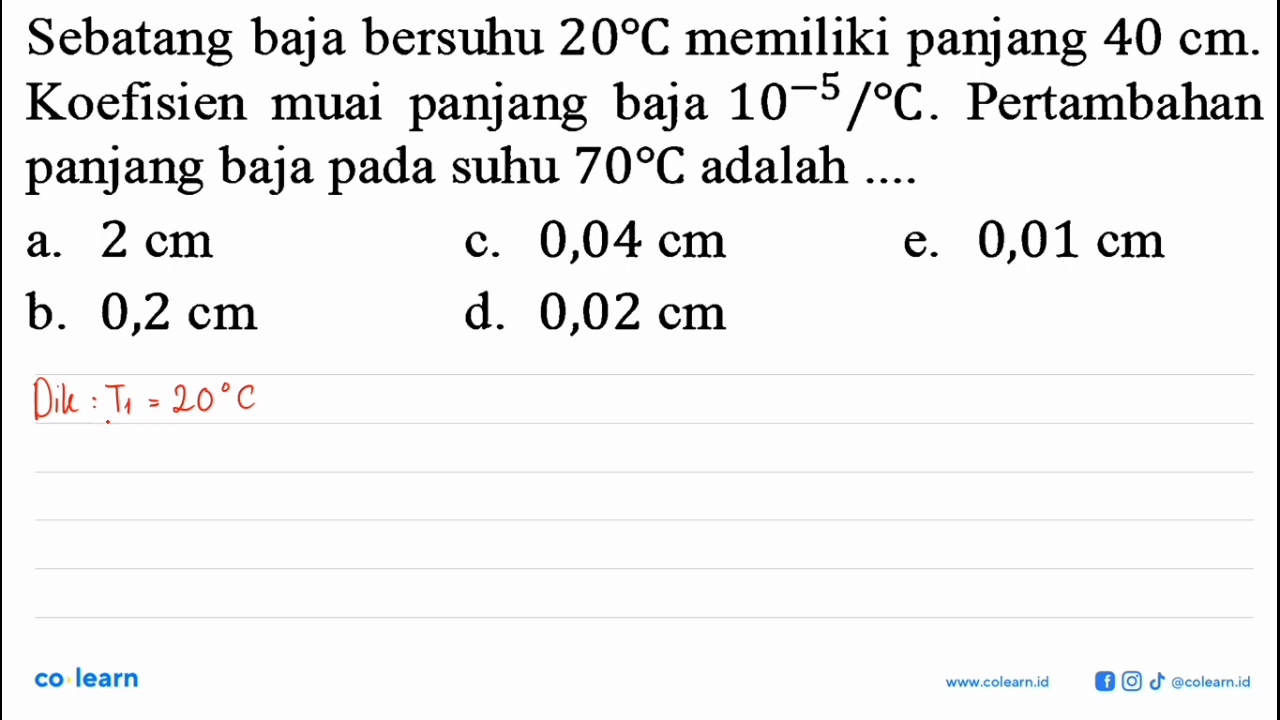 Sebatang baja bersuhu 20°C memiliki panjang 40 cm.
Koefisien muai panjang baja 10⁻⁵/°C. Pertambahan
panjang baja pada suhu 70°C adalah ....
a. 2 cm c. 0,04 cm e. 0,01 cm
b. 0,2 cm d. 0,02 cm
Dik : T₁ = 20°C
co learn
www.colearn.id @colearn.id